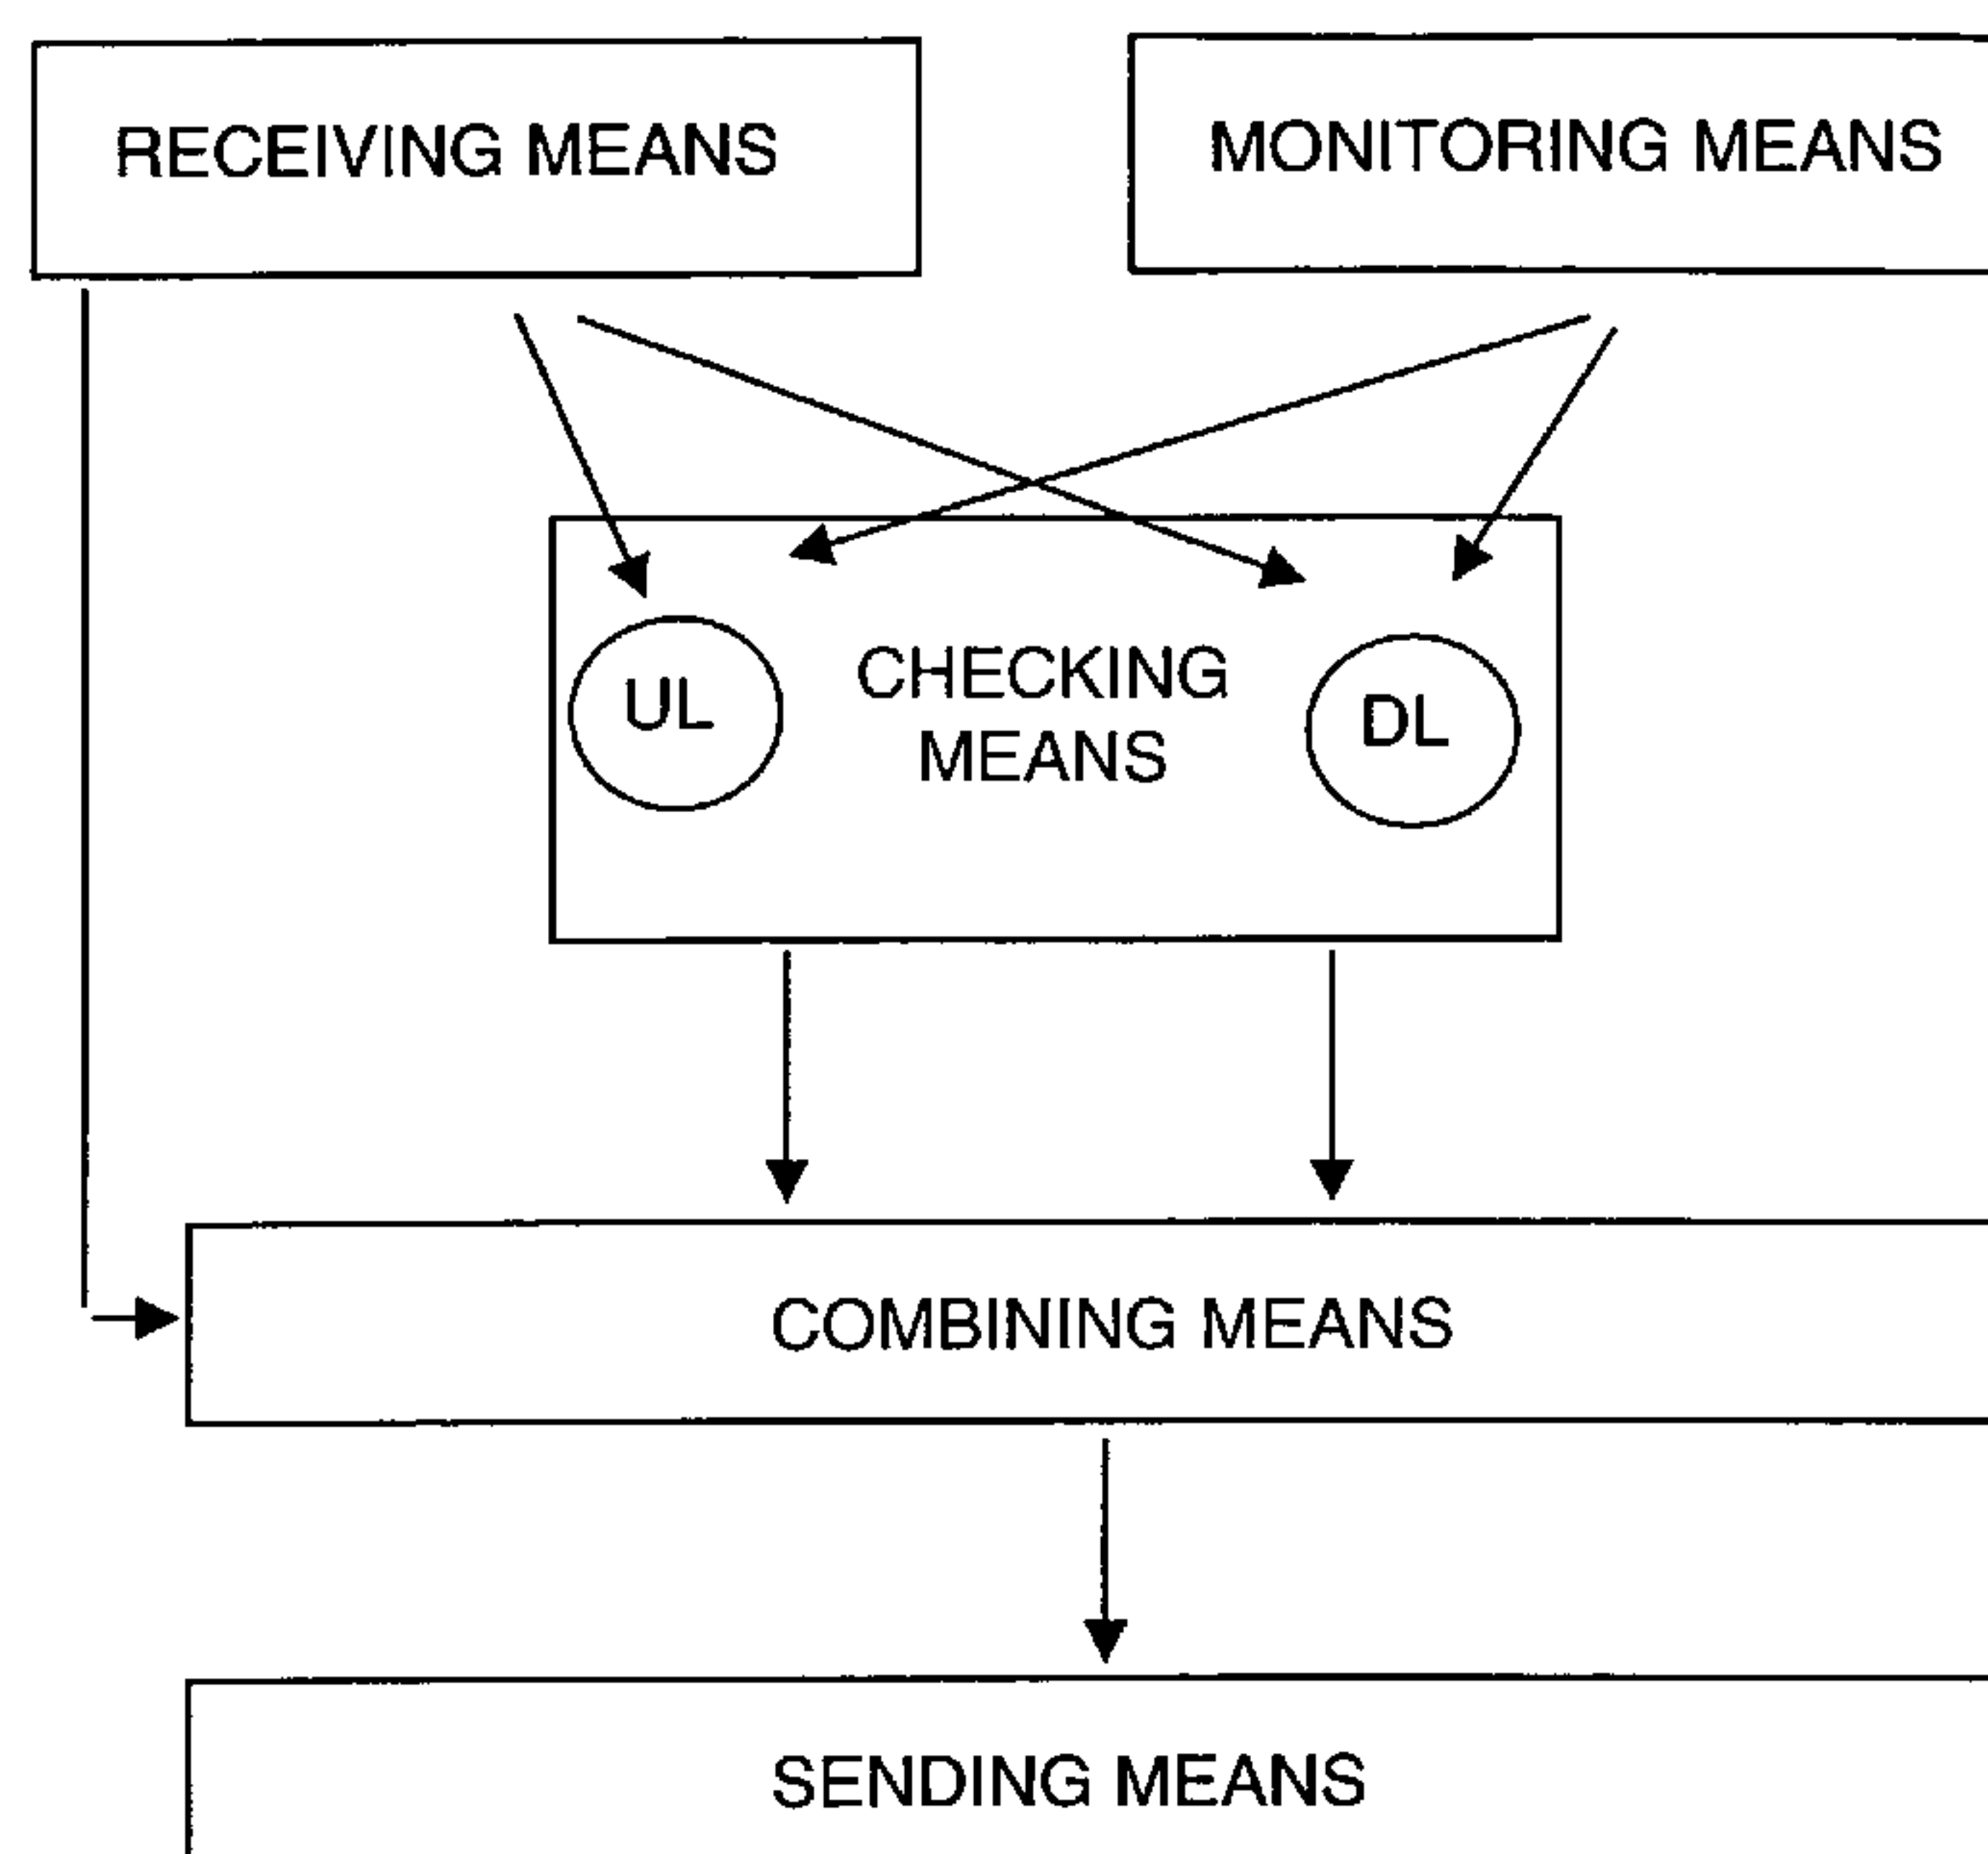 RECEIVING MEANS
MONITORING MEANS
UL
CHECKING
MEANS
DL
COMBINING MEANS
SENDING MEANS